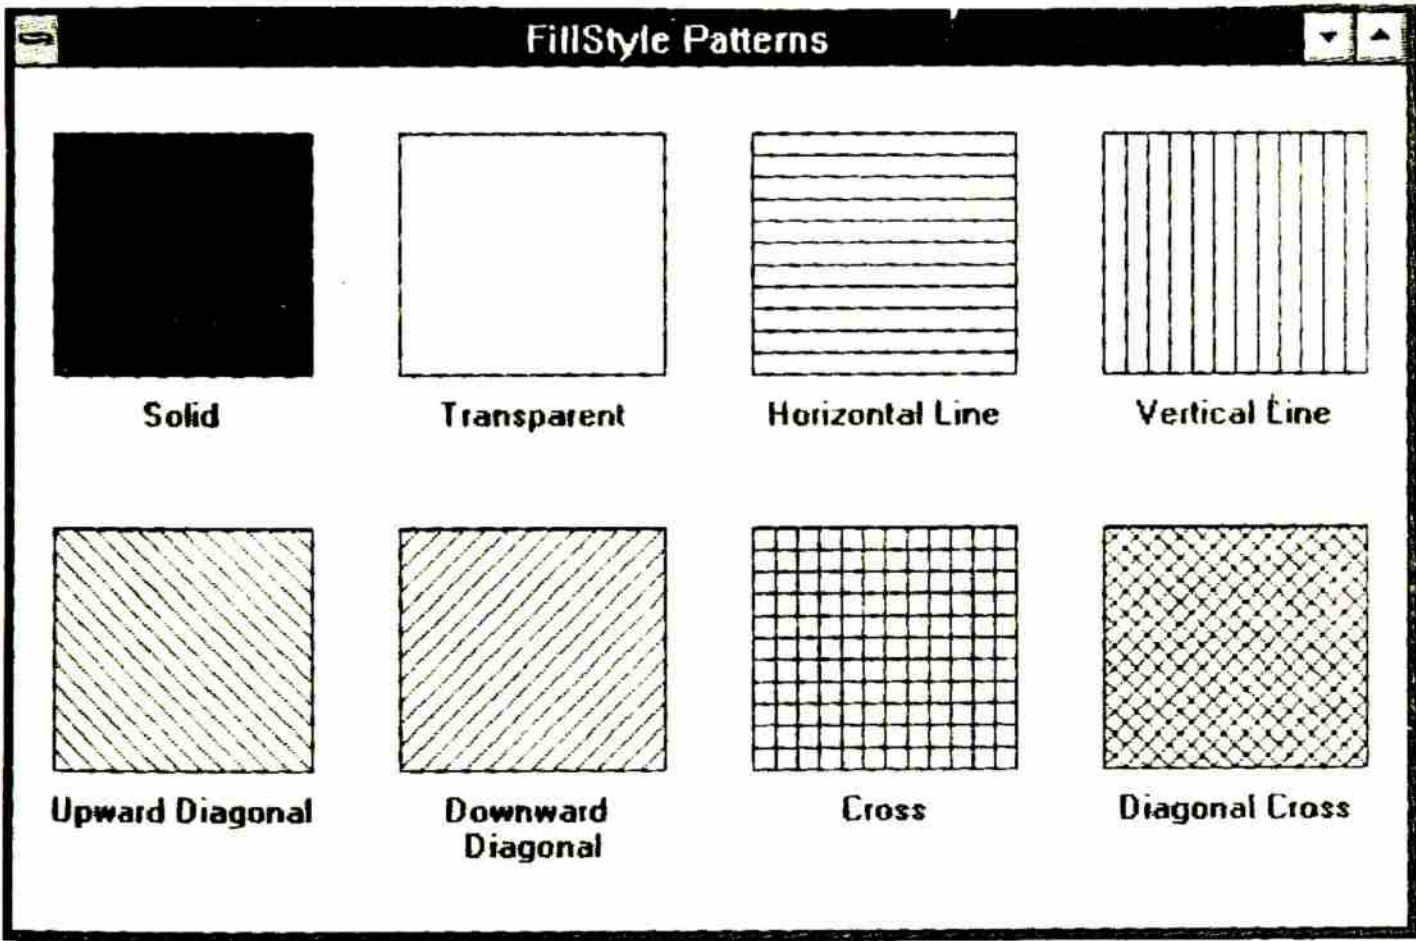 FillStyle Patterns
Solid
Transparent
Horizontal Line
Vertical Line
Upward Diagonal
Downward
Diagonal
Cross
Diagonal Cross